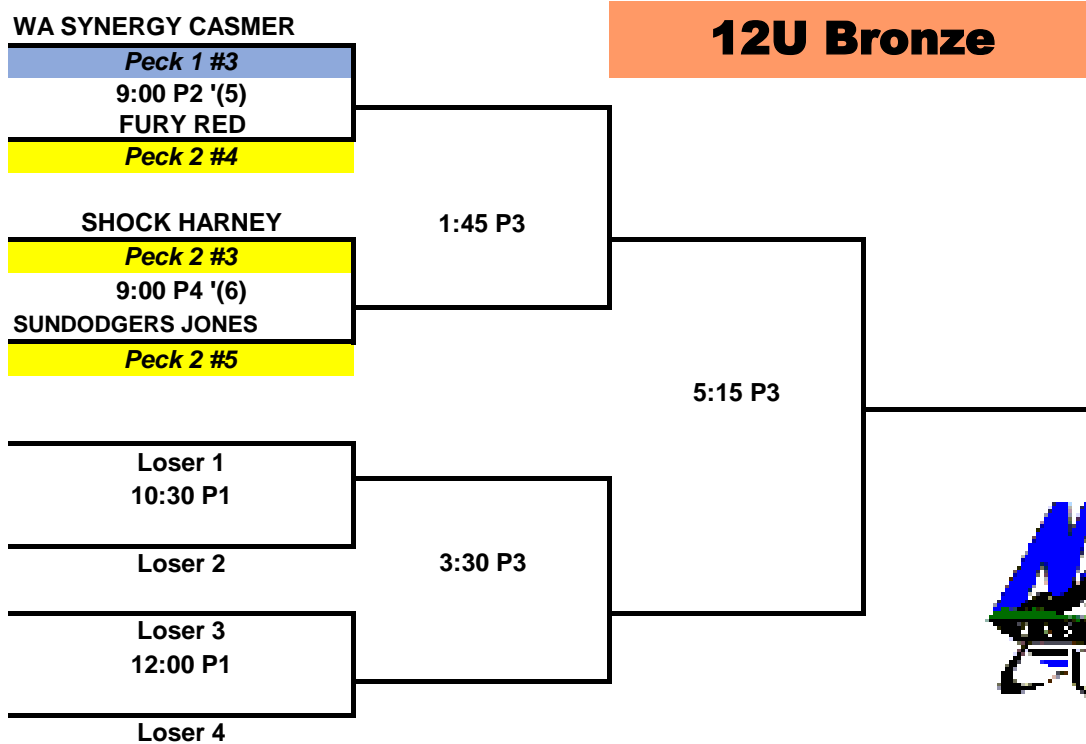 WA SYNERGY CASMER
12U Bronze
Peck 1 #3
9:00 P2 '(5)
FURY RED
Peck 2 #4
SHOCK HARNEY
1:45 P3
Peck 2 #3
9:00 P4 '(6)
SUNDODGERS JONES
Peck 2 #5
5:15 P3
Loser 1
10:30 P1
Loser 2
3:30 P3
Loser 3
12:00 P1
Loser 4